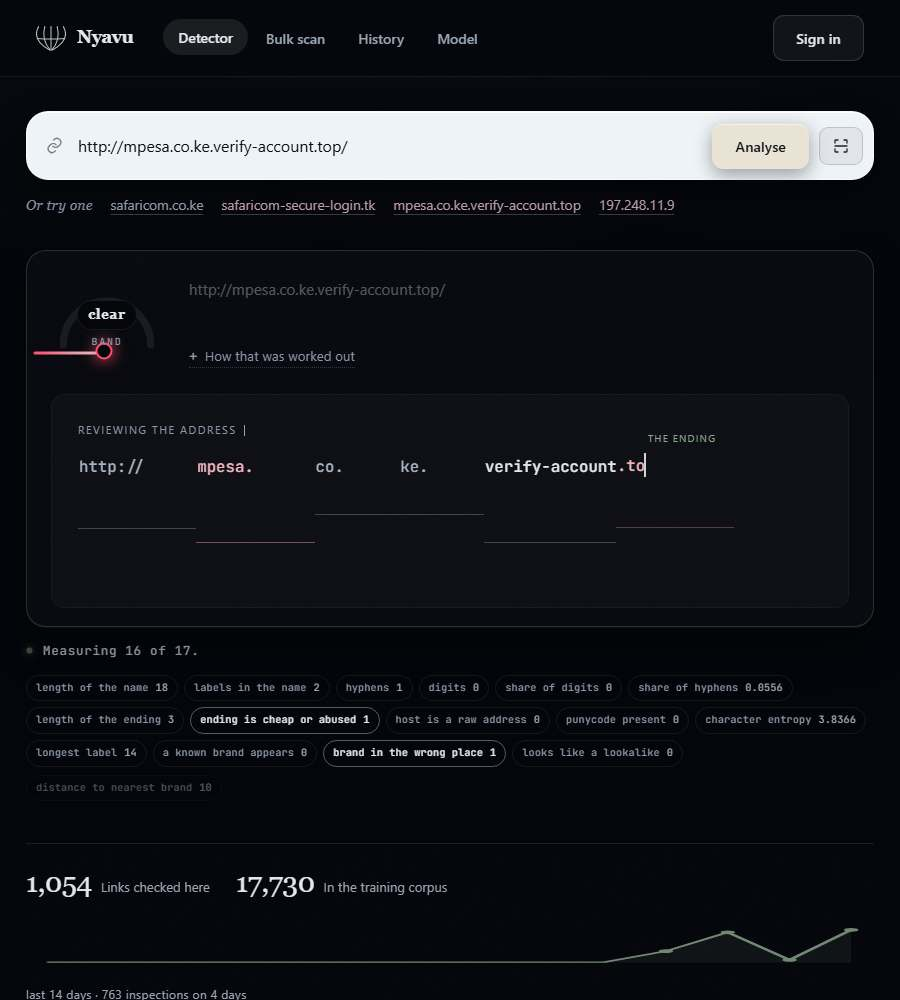 Nyavu Detector Bulk scan History Model Sign in
http://mpesa.co.ke.verify-account.top/ Analyse
Or try one safaricom.co.ke safaricom-secure-login.tk mpesa.co.ke.verify-account.top 197.248.11.9
http://mpesa.co.ke.verify-account.top/
clear
BAND
+ How that was worked out
REVIEWING THE ADDRESS
THE ENDING
http:// mpesa. co. ke. verify-account.to
Measuring 16 of 17.
length of the name 18 labels in the name 2 hyphens 1 digits 0 share of digits 0 share of hyphens 0.0556
length of the ending 3 ending is cheap or abused 1 host is a raw address 0 punycode present 0 character entropy 3.8366
longest label 14 a known brand appears 0 brand in the wrong place 1 looks like a lookalike 0
distance to nearest brand 10
1,054 Links checked here 17,730 In the training corpus
last 14 days · 763 inspections on 4 days